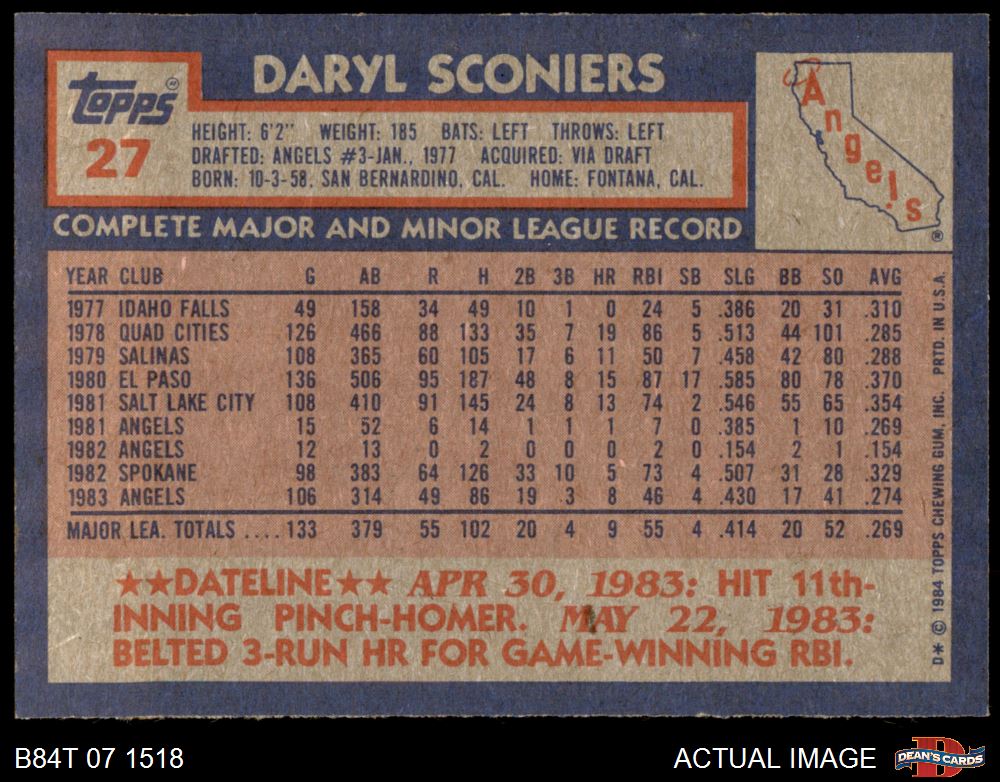 DARYL SCONIERS
Topps ®
27
HEIGHT: 6'2" WEIGHT: 185 BATS: LEFT THROWS: LEFT
DRAFTED: ANGELS #3-JAN., 1977 ACQUIRED: VIA DRAFT
BORN: 10-3-58, SAN BERNARDINO, CAL. HOME: FONTANA, CAL.
Angels
®
COMPLETE MAJOR AND MINOR LEAGUE RECORD
YEAR CLUB G AB R H 2B 3B HR RBI SB SLG BB SO AVG
1977 IDAHO FALLS 49 158 34 49 10 1 0 24 5 .386 20 31 .310
1978 QUAD CITIES 126 466 88 133 35 7 19 86 5 .513 44 101 .285
1979 SALINAS 108 365 60 105 17 6 11 50 7 .458 42 80 .288
1980 EL PASO 136 506 95 187 48 8 15 87 17 .585 80 78 .370
1981 SALT LAKE CITY 108 410 91 145 24 8 13 74 2 .546 55 65 .354
1981 ANGELS 15 52 6 14 1 1 1 7 0 .385 1 10 .269
1982 ANGELS 12 13 0 2 0 0 0 2 0 .154 2 1 .154
1982 SPOKANE 98 383 64 126 33 10 5 73 4 .507 31 28 .329
1983 ANGELS 106 314 49 86 19 3 8 46 4 .430 17 41 .274
MAJOR LEA. TOTALS .... 133 379 55 102 20 4 9 55 4 .414 20 52 .269
★★DATELINE★★ APR 30, 1983: HIT 11th-
INNING PINCH-HOMER. MAY 22, 1983:
BELTED 3-RUN HR FOR GAME-WINNING RBI.
D* © 1984 TOPPS CHEWING GUM, INC. PRTD. IN U.S.A.
B84T 07 1518
ACTUAL IMAGE
D
DEAN'S CARDS